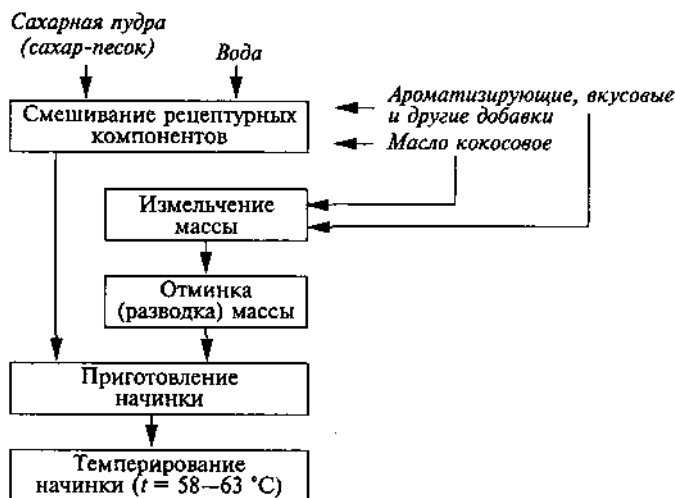 Сахарная пудра
(сахар-песок)
Вода
Ароматизирующие, вкусовые
и другие добавки
Смешивание рецептурных
компонентов
Масло кокосовое
Измельчение
массы
Отминка
(разводка) массы
Приготовление
начинки
Темперирование
начинки (t = 58—63 °C)